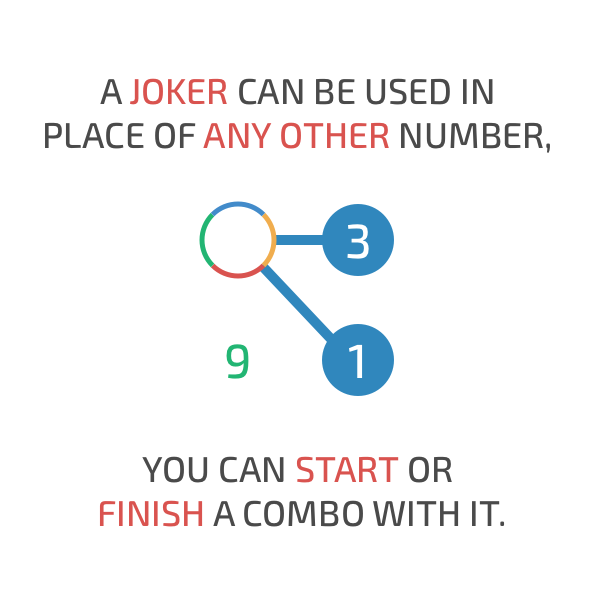 A JOKER CAN BE USED IN
PLACE OF ANY OTHER NUMBER,
3
9 1
YOU CAN START OR
FINISH A COMBO WITH IT.